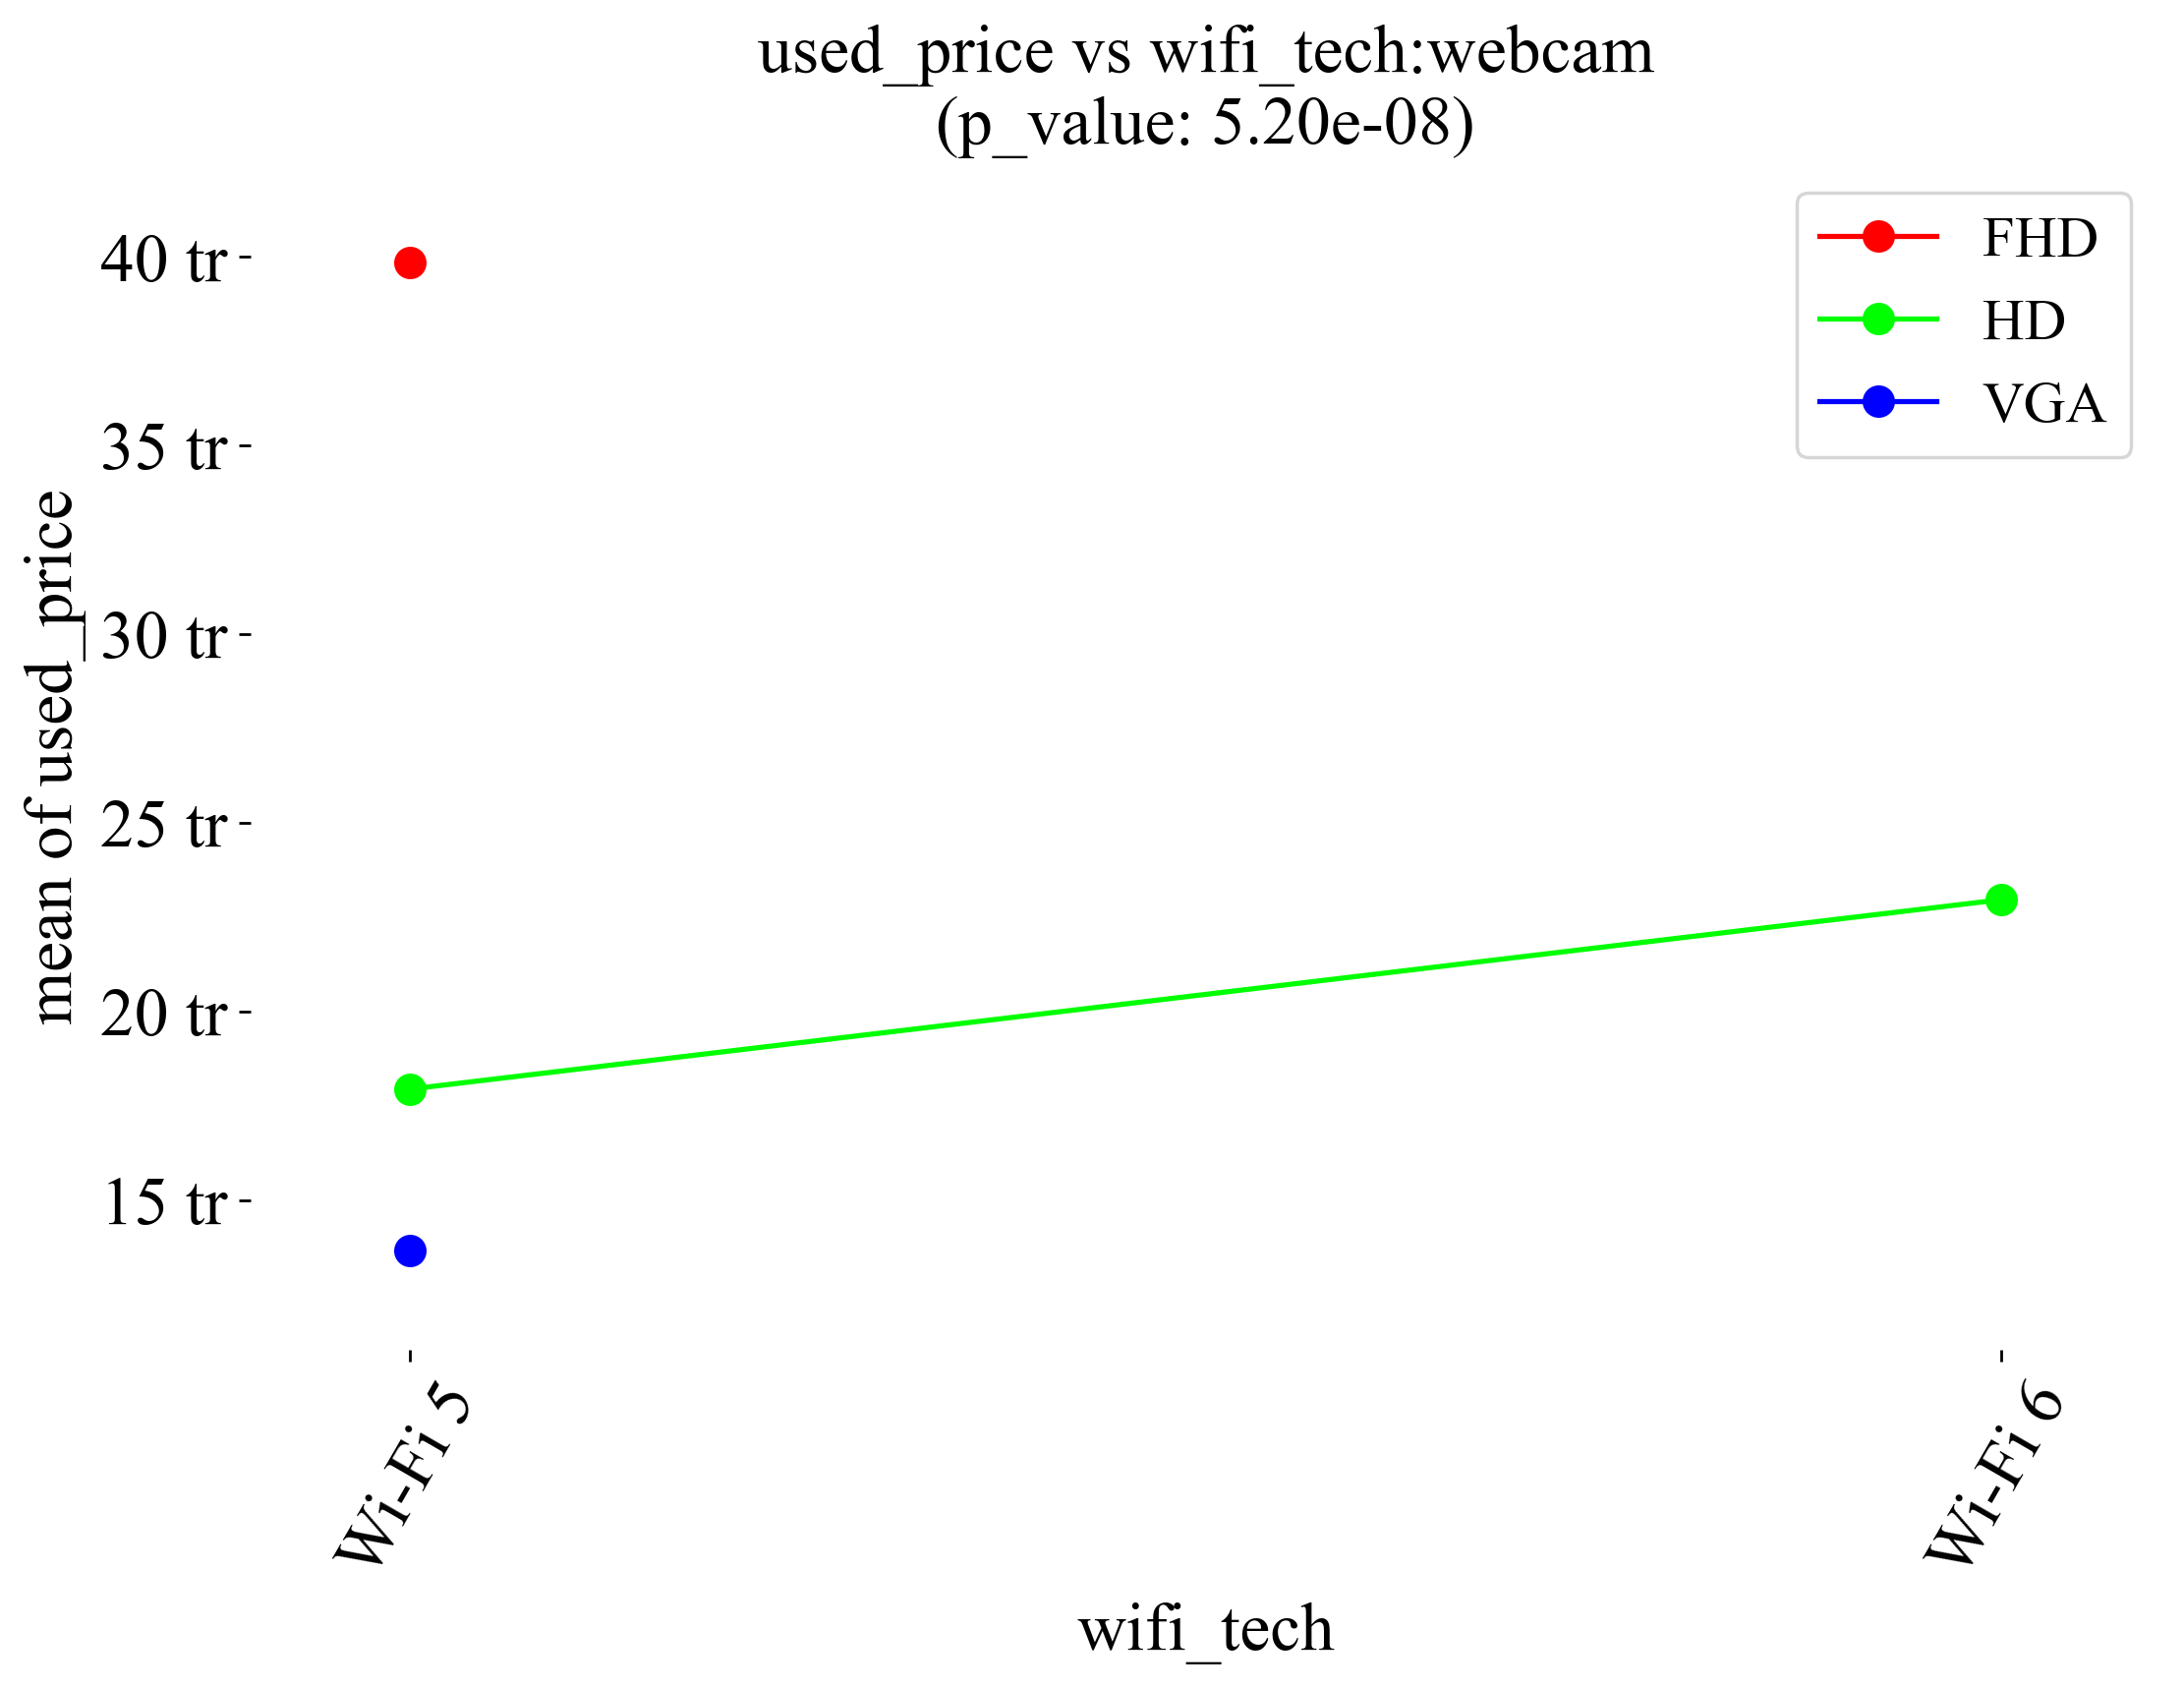 used_price vs wifi_tech:webcam
(p_value: 5.20e-08)
FHD
HD
VGA
40 tr
35 tr
30 tr
25 tr
20 tr
15 tr
mean of used_price
Wi-Fi 5
Wi-Fi 6
wifi_tech